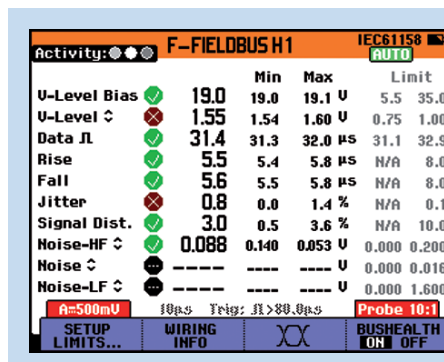 Activity: F-FIELDBUS H1 IEC61158
AUTO
Min Max Limit
V-Level Bias 19.0 19.0 19.1 V 5.5 35.0
V-Level 1.55 1.54 1.60 V 0.75 1.00
Data 31.4 31.3 32.0 µs 31.1 32.9
Rise 5.5 5.4 5.8 µs N/A 8.0
Fall 5.6 5.5 5.8 µs N/A 8.0
Jitter 0.8 0.0 1.4 % N/A 0.1
Signal Dist. 3.0 0.5 3.6 % N/A 10.0
Noise-HF 0.088 0.140 0.053 V 0.000 0.200
Noise ---- ---- ---- V 0.000 0.016
Noise-LF ---- ---- ---- V 0.000 1.600
A=500mV 10µs Trig: >80.0µs Probe 10:1
SETUP LIMITS... WIRING INFO BUSHEALTH
ON OFF